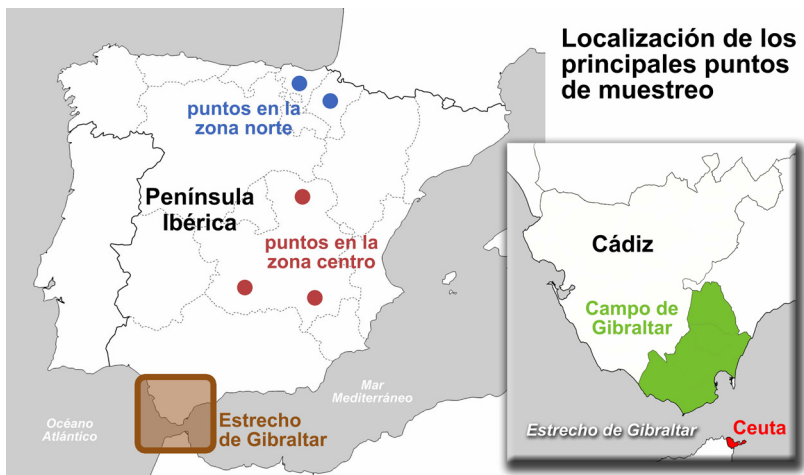 Localización de los
principales puntos
de muestreo
puntos en la
zona norte
Península
Ibérica
puntos en la
zona centro
Mar
Mediterráneo
Océano
Atlántico
Estrecho
de Gibraltar
Cádiz
Campo de
Gibraltar
Estrecho de Gibraltar
Ceuta